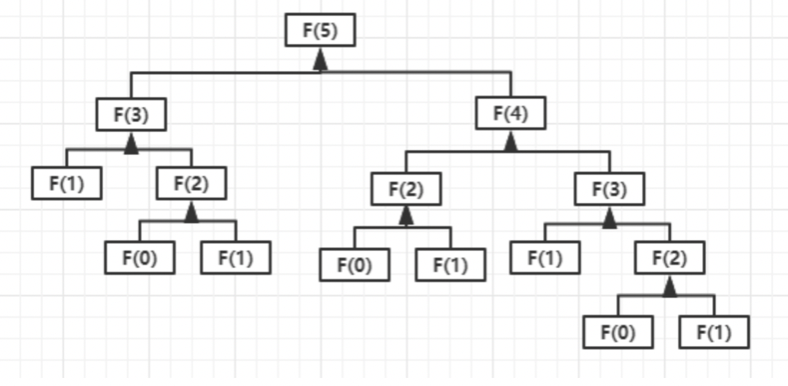 F(5)
F(3) F(4)
F(1) F(2) F(2) F(3)
F(0) F(1) F(0) F(1) F(1) F(2)
F(0) F(1)